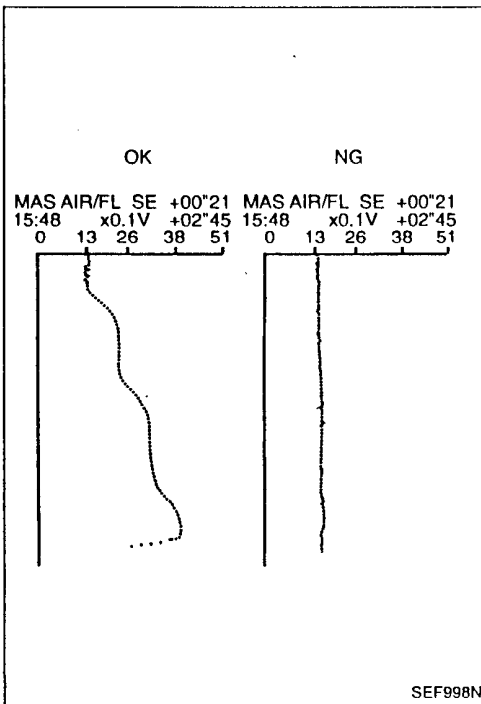 OK NG
MAS AIR/FL SE +00"21 MAS AIR/FL SE +00"21
15:48 x0.1V +02"45 15:48 x0.1V +02"45
0 13 26 38 51 0 13 26 38 51
SEF998N